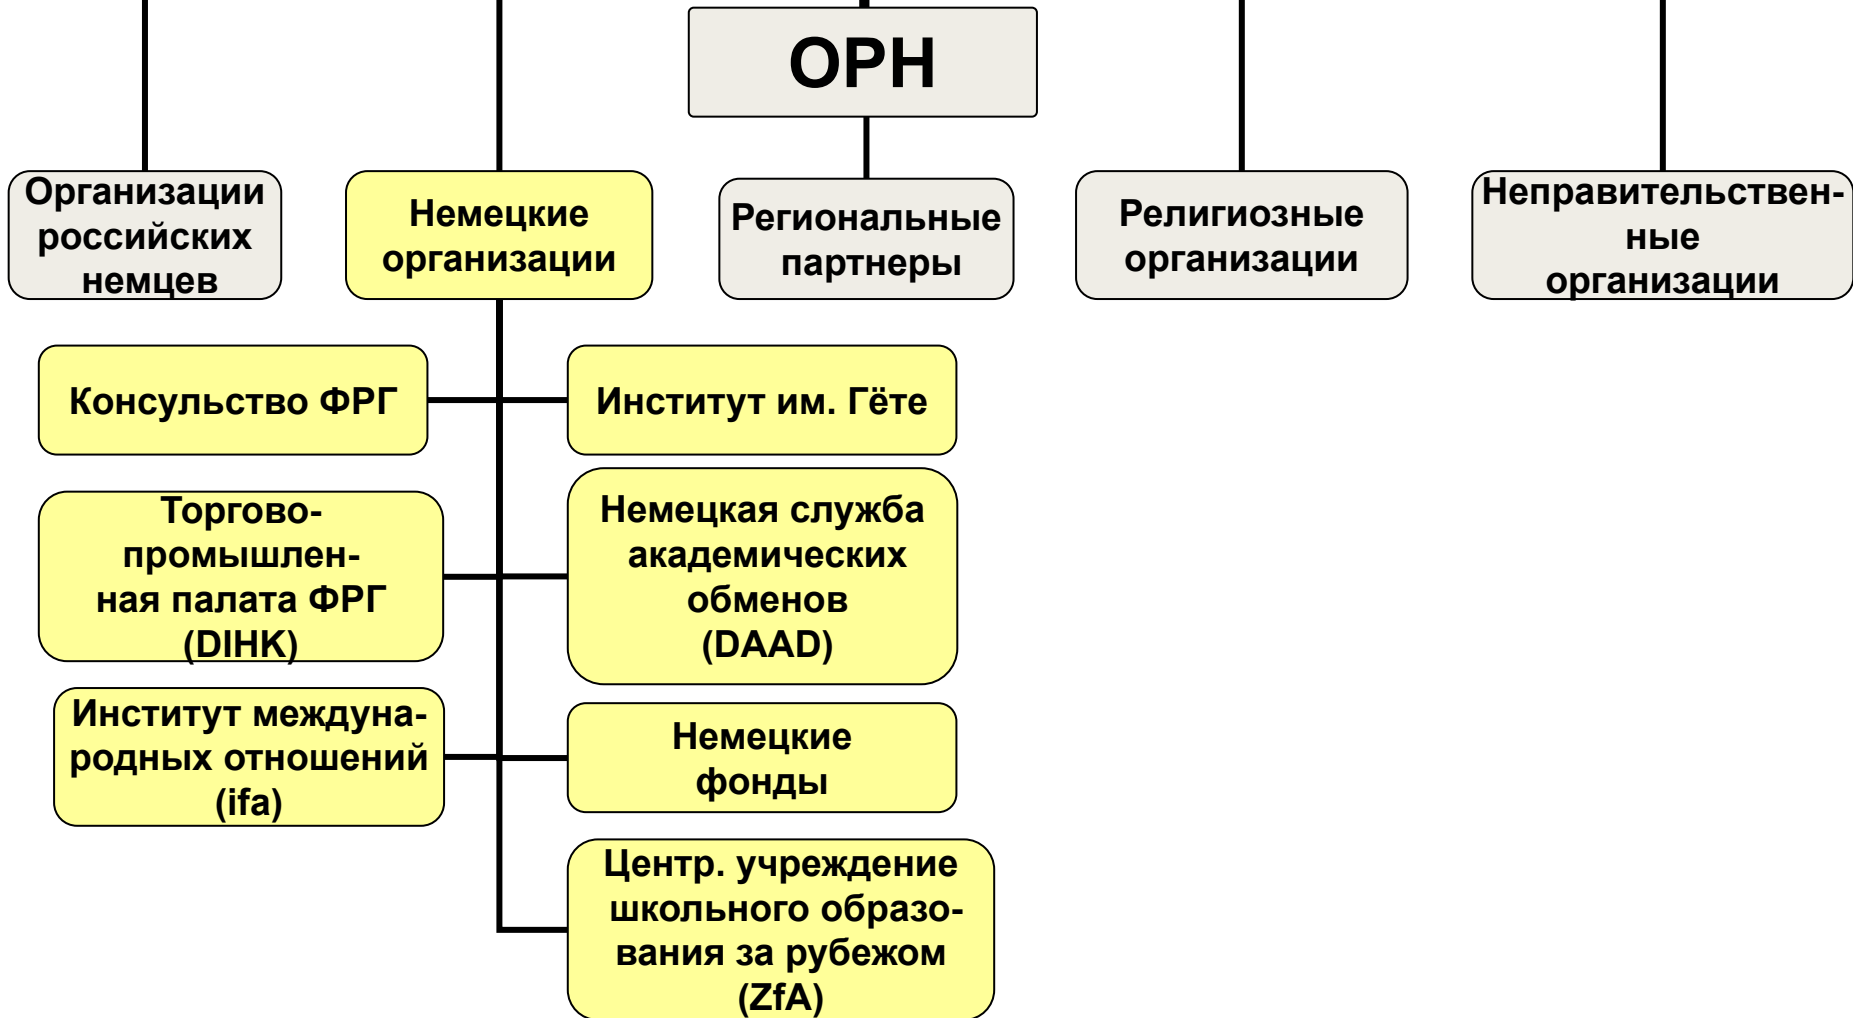 ОРН
Организации
российских
немцев
Немецкие
организации
Региональные
партнеры
Религиозные
организации
Неправительствен-
ные
организации
Консульство ФРГ
Институт им. Гёте
Торгово-
промышлен-
ная палата ФРГ
(DIHK)
Немецкая служба
академических
обменов
(DAAD)
Институт междуна-
родных отношений
(ifa)
Немецкие
фонды
Центр. учреждение
школьного образо-
вания за рубежом
(ZfA)